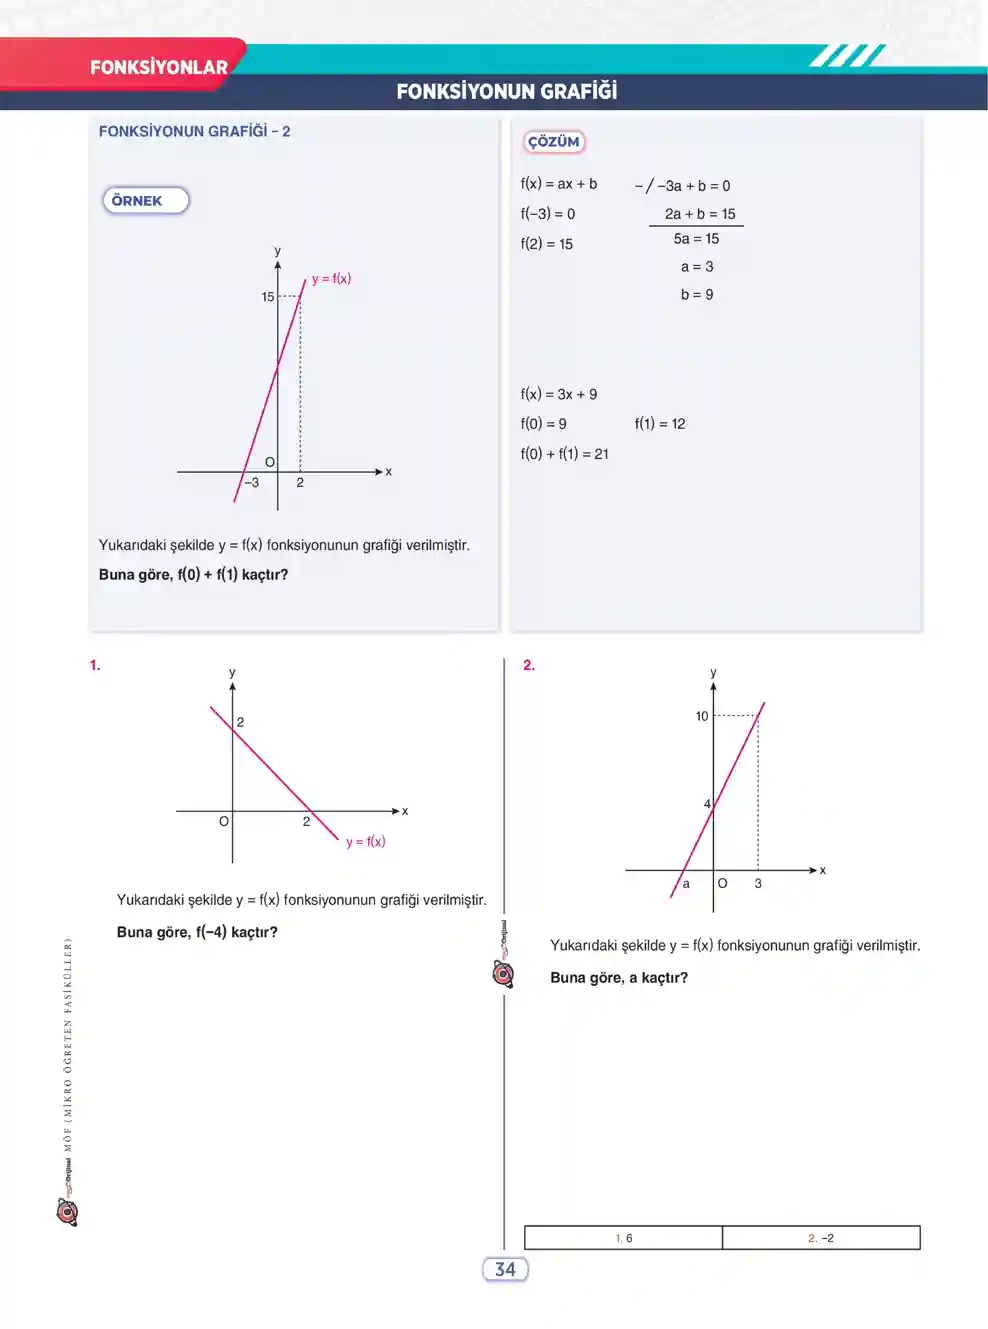 FONKSİYONLAR
FONKSİYONUN GRAFİĞİ
FONKSİYONUN GRAFİĞİ - 2
ÖRNEK
y
y = f(x)
15
O
x
-3
2
Yukarıdaki şekilde y = f(x) fonksiyonunun grafiği verilmiştir.
Buna göre, f(0) + f(1) kaçtır?
ÇÖZÜM
f(x) = ax + b
f(-3) = 0
f(2) = 15
- / -3a + b = 0
2a + b = 15
5a = 15
a = 3
b = 9
f(x) = 3x + 9
f(0) = 9 f(1) = 12
f(0) + f(1) = 21
1.
y
2
x
O
2
y = f(x)
Yukarıdaki şekilde y = f(x) fonksiyonunun grafiği verilmiştir.
Buna göre, f(-4) kaçtır?
2.
y
10
4
x
a
O
3
Yukarıdaki şekilde y = f(x) fonksiyonunun grafiği verilmiştir.
Buna göre, a kaçtır?
Orijinal
MÖF (MİKRO ÖĞRETEN FASİKÜLLER)
Orijinal
1. 6
2. -2
34